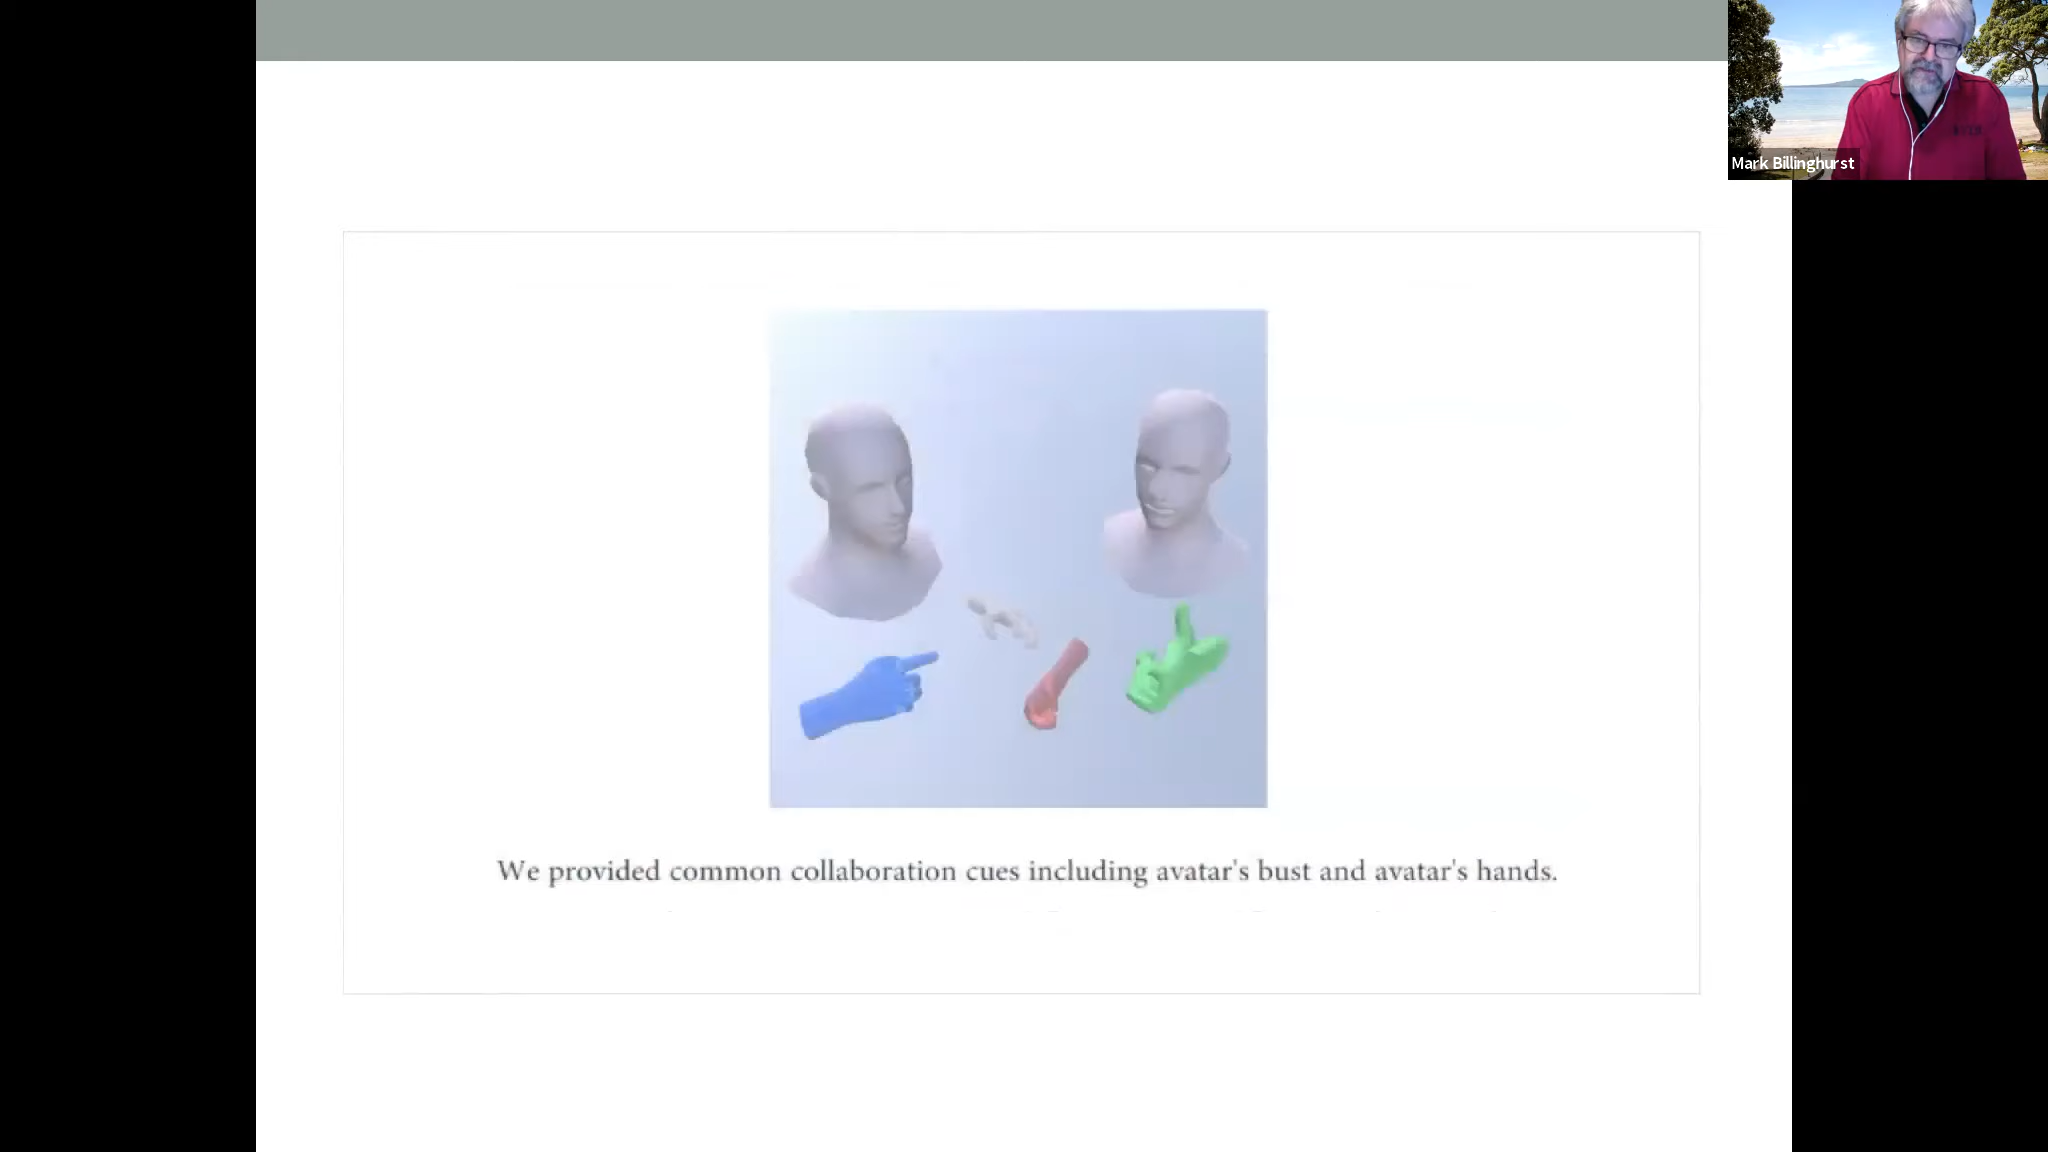 Mark Billinghurst
We provided common collaboration cues including avatar's bust and avatar's hands.